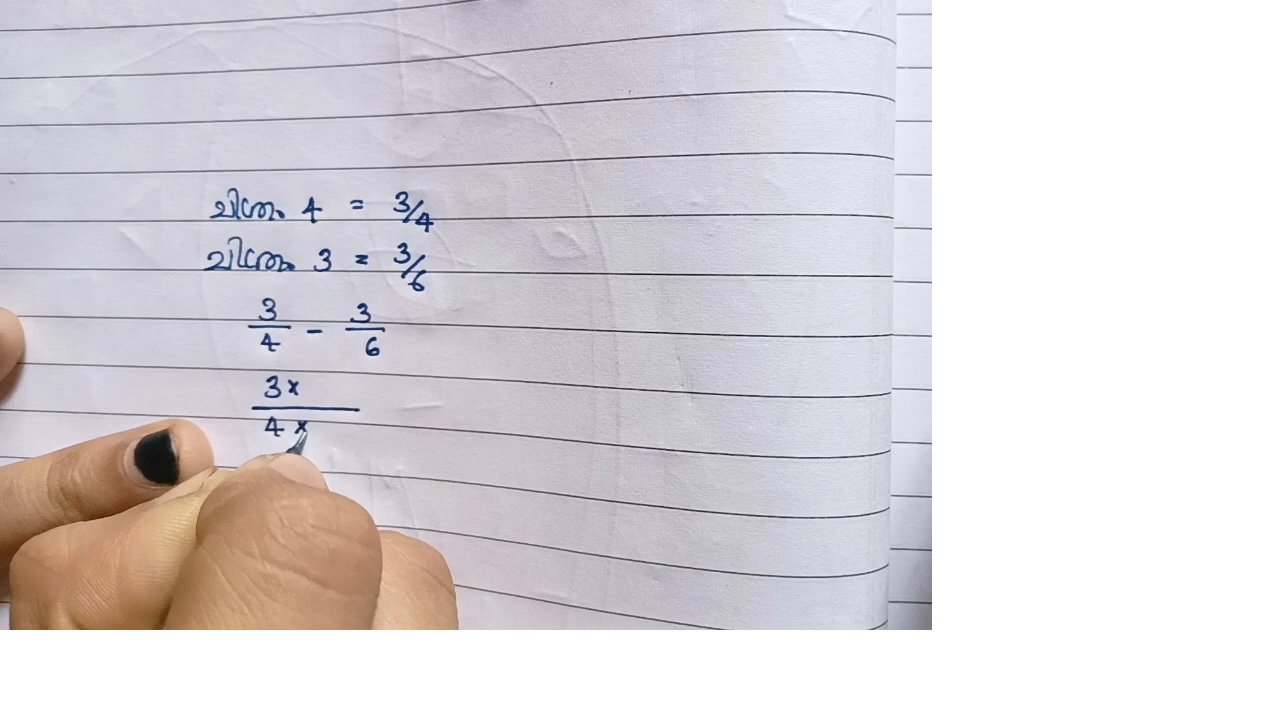 ചിത്രം 4 = 3/4
ചിത്രം 3 = 3/6
3/4 - 3/6
3×
4×